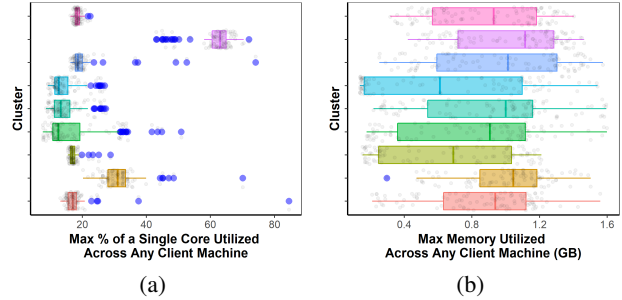 Cluster
20
40
60
80
Max % of a Single Core Utilized
Across Any Client Machine
(a)
Cluster
0.4
0.8
1.2
1.6
Max Memory Utilized
Across Any Client Machine (GB)
(b)